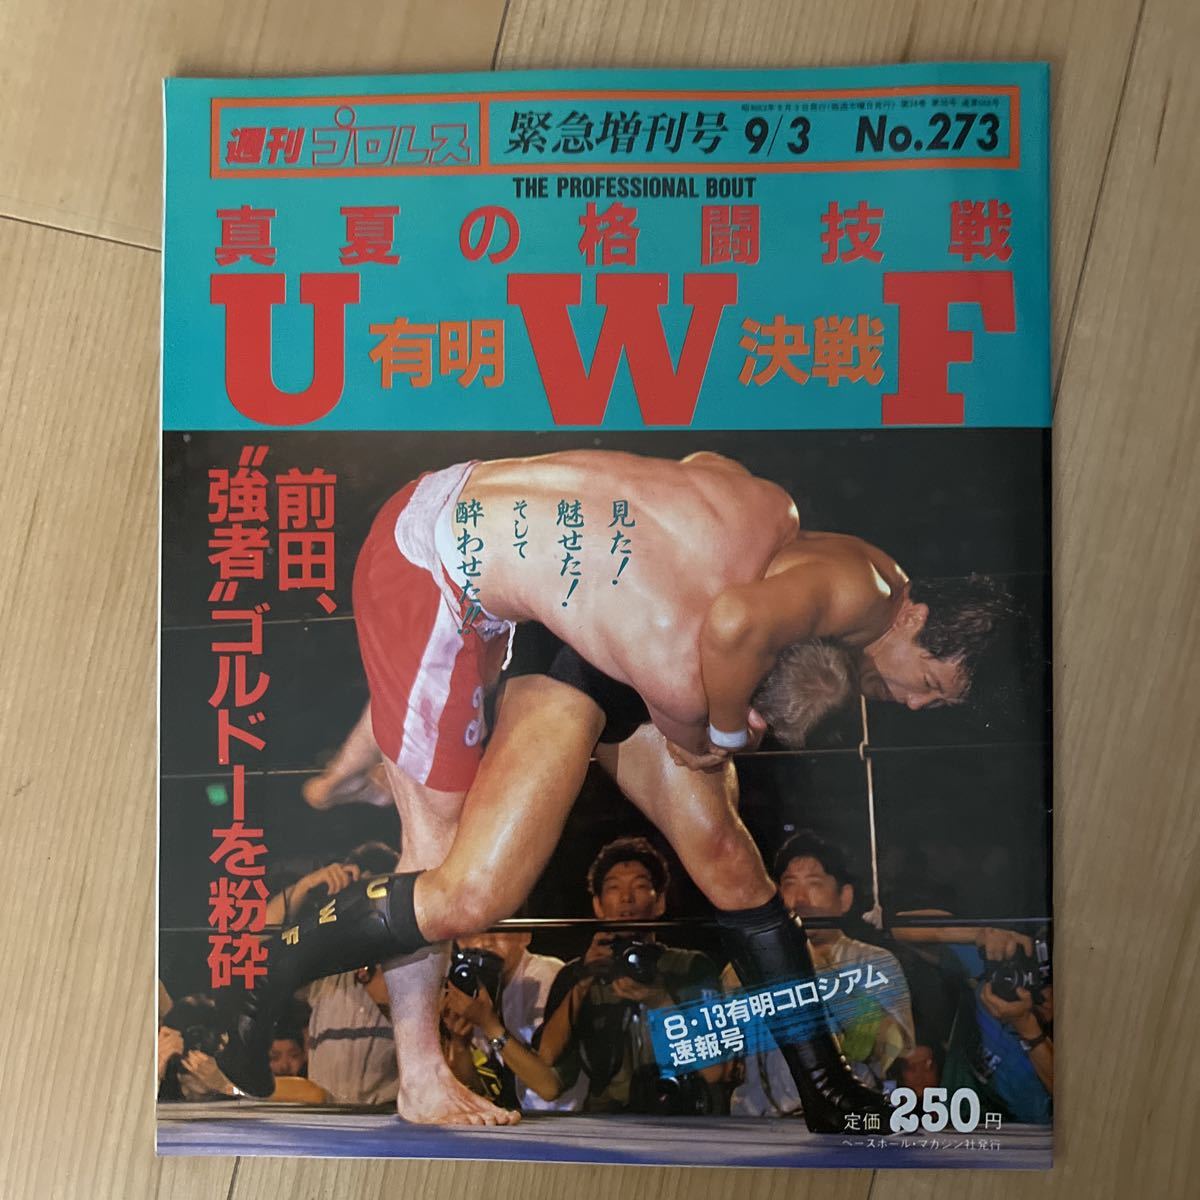 週刊プロレス
緊急増刊号 9/3 No.273
THE PROFESSIONAL BOUT
真夏の格闘技戦
UWF
有明決戦
前田、
“強者”ゴルドーを粉砕
見た!
魅せた!
そして
酔わせた!!
UWF
8・13有明コロシアム
速報号
定価250円
ベースボール・マガジン社発行